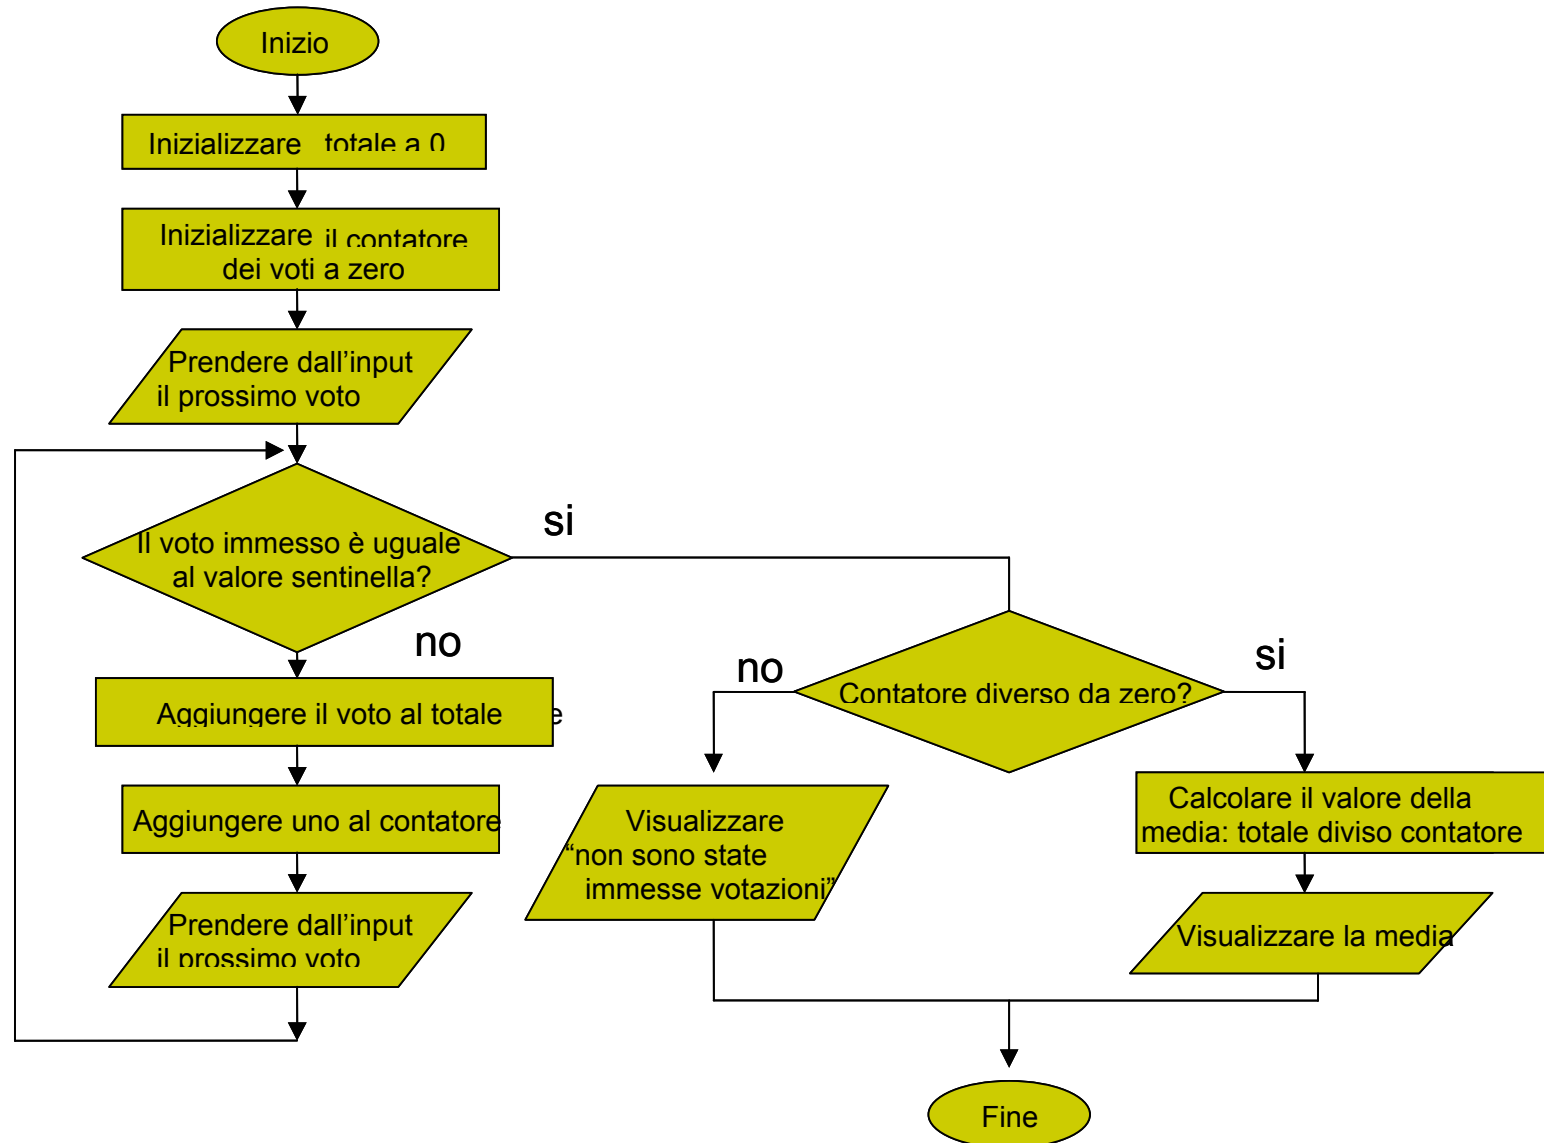 Inizio
Inizializzare totale a 0
Inizializzare il contatore
dei voti a zero
Prendere dall’input
il prossimo voto
Il voto immesso è uguale
al valore sentinella?
si
no
Aggiungere il voto al totale e
Aggiungere uno al contatore
Prendere dall’input
il prossimo voto
Contatore diverso da zero?
no
si
Visualizzare
“non sono state
immesse votazioni”
Calcolare il valore della
media: totale diviso contatore
Visualizzare la media
Fine